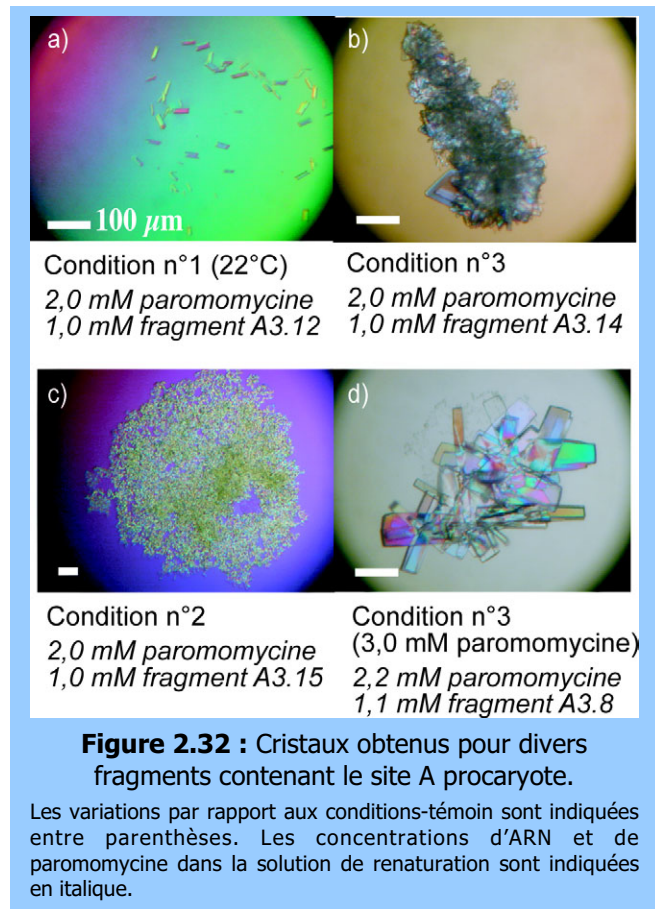 a)
b)
100 µm
Condition n°1 (22°C)
2,0 mM paromomycine
1,0 mM fragment A3.12
Condition n°3
2,0 mM paromomycine
1,0 mM fragment A3.14
c)
d)
Condition n°2
2,0 mM paromomycine
1,0 mM fragment A3.15
Condition n°3
(3,0 mM paromomycine)
2,2 mM paromomycine
1,1 mM fragment A3.8
Figure 2.32 : Cristaux obtenus pour divers
fragments contenant le site A procaryote.
Les variations par rapport aux conditions-témoin sont indiquées
entre parenthèses. Les concentrations d'ARN et de
paromomycine dans la solution de renaturation sont indiquées
en italique.